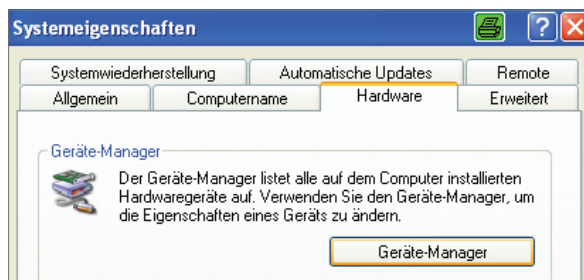 Systemeigenschaften
Systemwiederherstellung Automatische Updates Remote
Allgemein Computername Hardware Erweitert
Geräte-Manager
Der Geräte-Manager listet alle auf dem Computer installierten
Hardwaregeräte auf. Verwenden Sie den Geräte-Manager, um
die Eigenschaften eines Geräts zu ändern.
Geräte-Manager